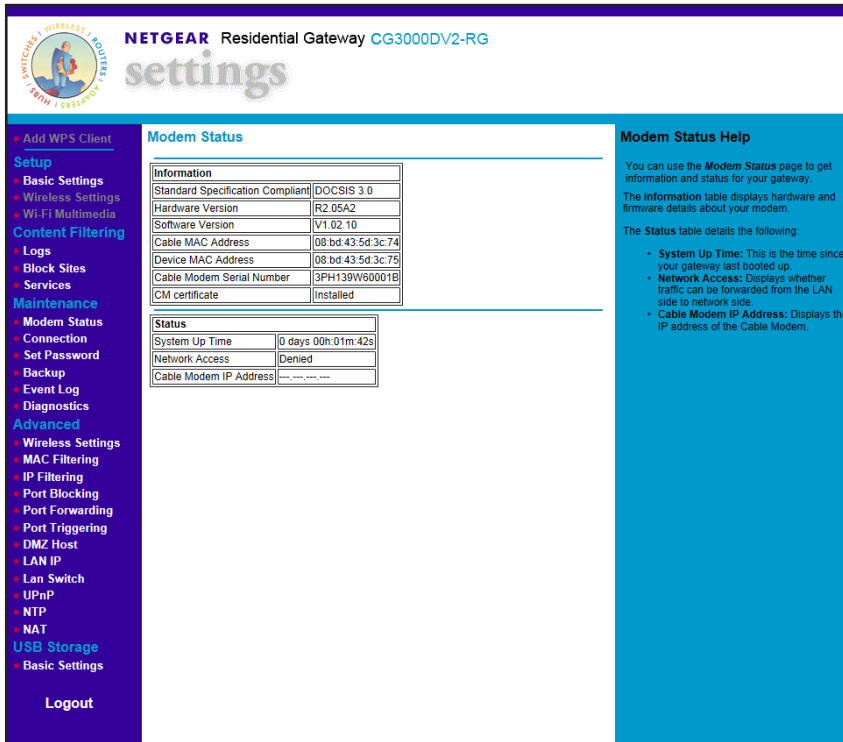 SWITCHES | WIRELESS | ROUTERS | ADAPTERS | HUBS |
NETGEAR Residential Gateway CG3000DV2-RG
settings
Add WPS Client
Setup
Basic Settings
Wireless Settings
Wi-Fi Multimedia
Content Filtering
Logs
Block Sites
Services
Maintenance
Modem Status
Connection
Set Password
Backup
Event Log
Diagnostics
Advanced
Wireless Settings
MAC Filtering
IP Filtering
Port Blocking
Port Forwarding
Port Triggering
DMZ Host
LAN IP
Lan Switch
UPnP
NTP
NAT
USB Storage
Basic Settings
Logout
Modem Status
Information
Standard Specification Compliant DOCSIS 3.0
Hardware Version R2.05A2
Software Version V1.02.10
Cable MAC Address 08:bd:43:5d:3c:74
Device MAC Address 08:bd:43:5d:3c:75
Cable Modem Serial Number 3PH139W60001B
CM certificate Installed
Status
System Up Time 0 days 00h:01m:42s
Network Access Denied
Cable Modem IP Address ---.---.---.---
Modem Status Help
You can use the Modem Status page to get
information and status for your gateway.
The Information table displays hardware and
firmware details about your modem.
The Status table details the following:
• System Up Time: This is the time since
your gateway last booted up.
• Network Access: Displays whether
traffic can be forwarded from the LAN
side to network side.
• Cable Modem IP Address: Displays the
IP address of the Cable Modem.